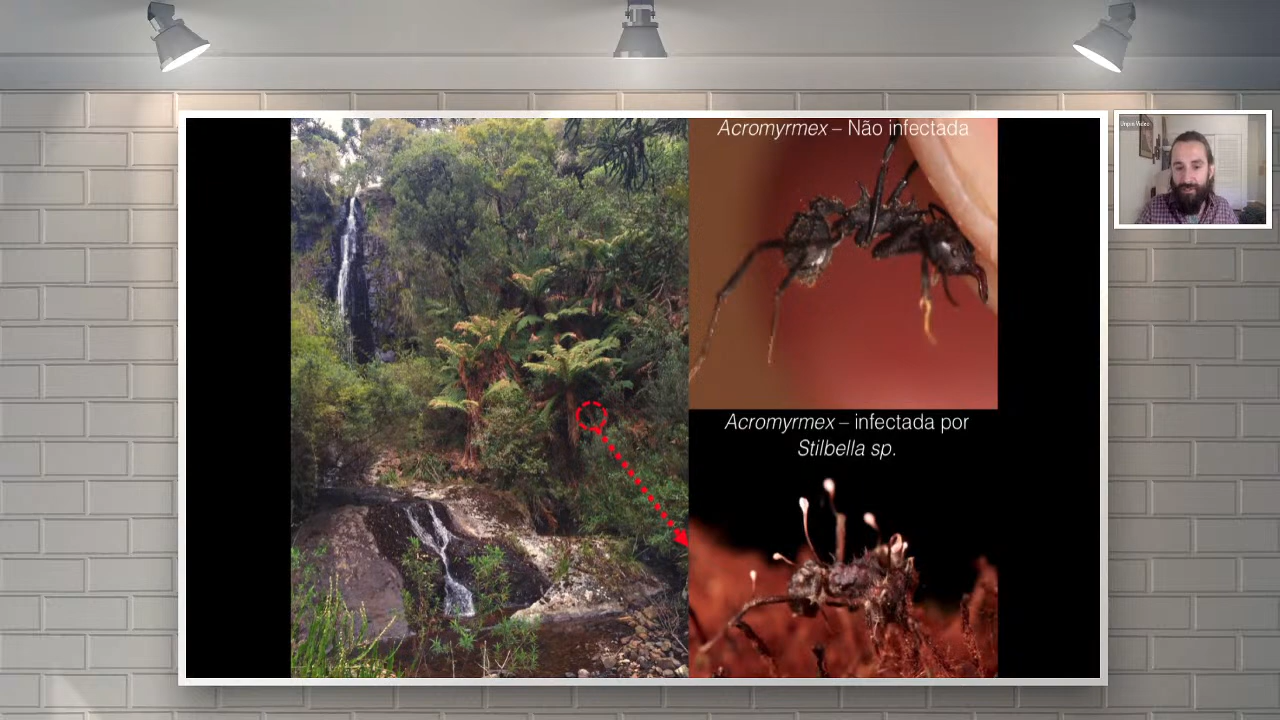 Acromyrmex – Não infectada
Acromyrmex – infectada por
Stilbella sp.